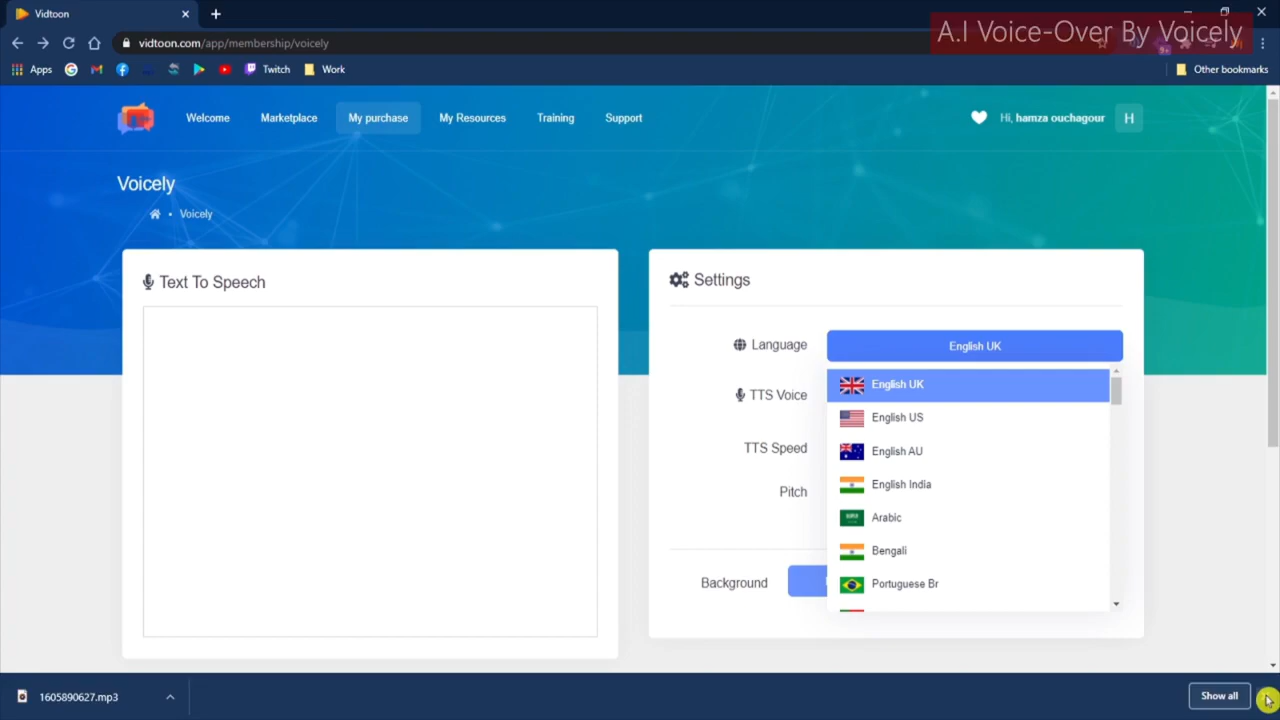 Vidtoon
A.I Voice-Over By Voicely
vidtoon.com/app/membership/voicely
Apps
Twitch
Work
Other bookmarks
Welcome
Marketplace
My purchase
My Resources
Training
Support
Hi, hamza ouchagour
H
Voicely
Voicely
Text To Speech
Settings
Language
English UK
TTS Voice
TTS Speed
Pitch
Background
English UK
English US
English AU
English India
Arabic
Bengali
Portuguese Br
1605890627.mp3
Show all